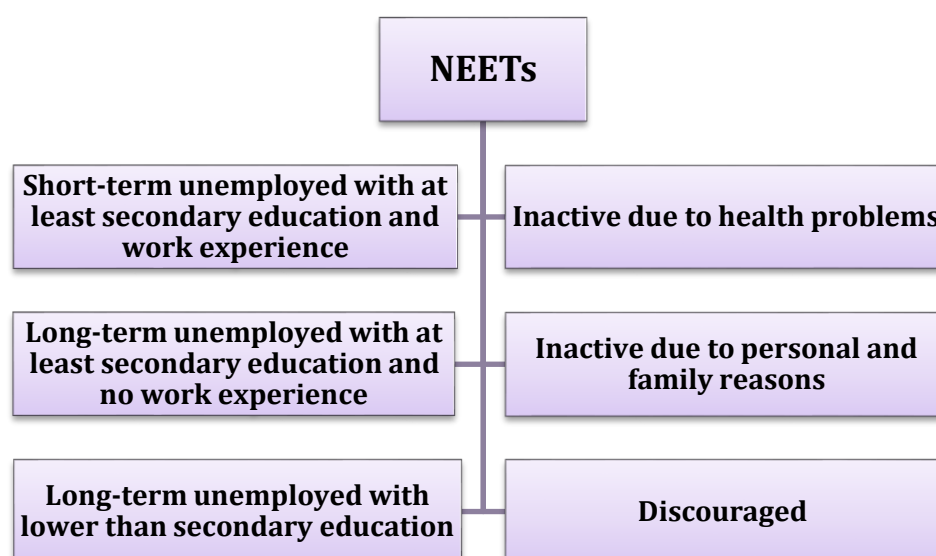 NEETs
Short-term unemployed with at
least secondary education and
work experience
Inactive due to health problems
Long-term unemployed with at
least secondary education and
no work experience
Inactive due to personal and
family reasons
Long-term unemployed with
lower than secondary education
Discouraged